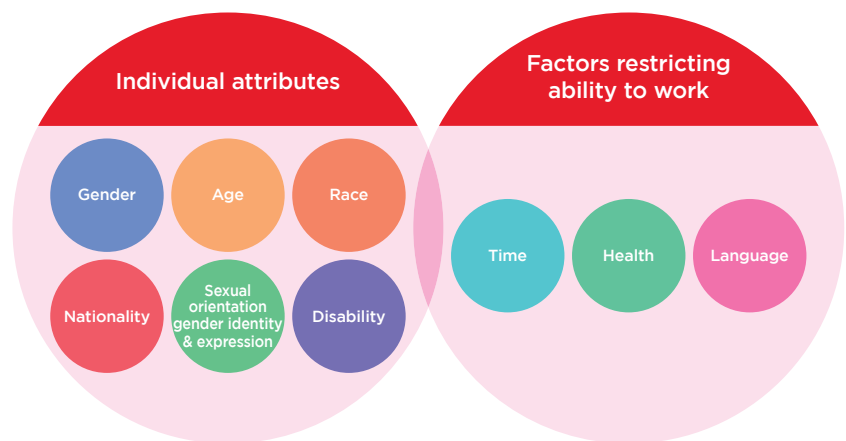 Individual attributes
Factors restricting
ability to work
Gender
Age
Race
Nationality
Sexual
orientation
gender identity
& expression
Disability
Time
Health
Language